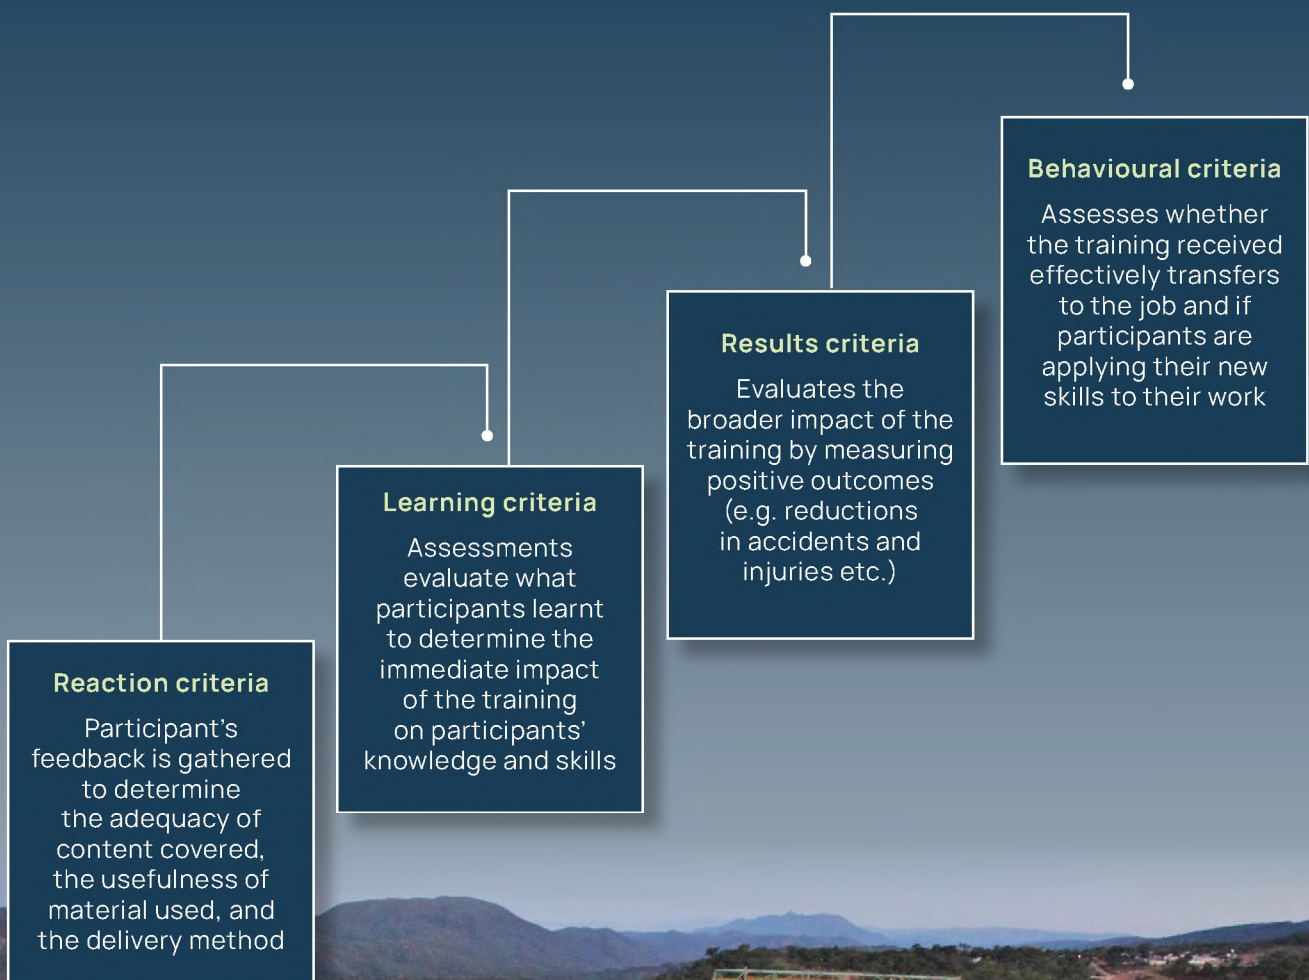 Reaction criteria
Participant's
feedback is gathered
to determine
the adequacy of
content covered,
the usefulness of
material used, and
the delivery method
Learning criteria
Assessments
evaluate what
participants learnt
to determine the
immediate impact
of the training
on participants'
knowledge and skills
Results criteria
Evaluates the
broader impact of the
training by measuring
positive outcomes
(e.g. reductions
in accidents and
injuries etc.)
Behavioural criteria
Assesses whether
the training received
effectively transfers
to the job and if
participants are
applying their new
skills to their work